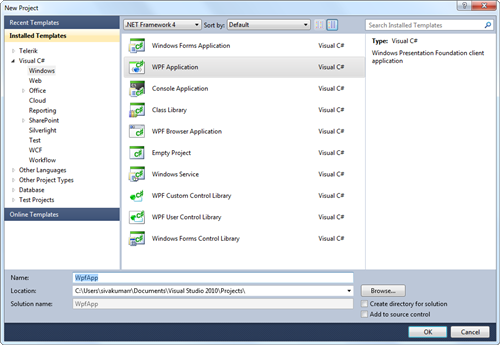 New Project
Recent Templates
Installed Templates
Telerik
Visual C#
Windows
Web
Office
Cloud
Reporting
SharePoint
Silverlight
Test
WCF
Workflow
Other Languages
Other Project Types
Database
Test Projects
Online Templates
.NET Framework 4 Sort by: Default
Windows Forms Application Visual C#
WPF Application Visual C#
Console Application Visual C#
Class Library Visual C#
WPF Browser Application Visual C#
Empty Project Visual C#
Windows Service Visual C#
WPF Custom Control Library Visual C#
WPF User Control Library Visual C#
Windows Forms Control Library Visual C#
Search Installed Templates
Type: Visual C#
Windows Presentation Foundation client
application
Name: WpfApp
Location: C:\Users\sivakumar\Documents\Visual Studio 2010\Projects\ Browse...
Solution name: WpfApp
Create directory for solution
Add to source control
OK Cancel